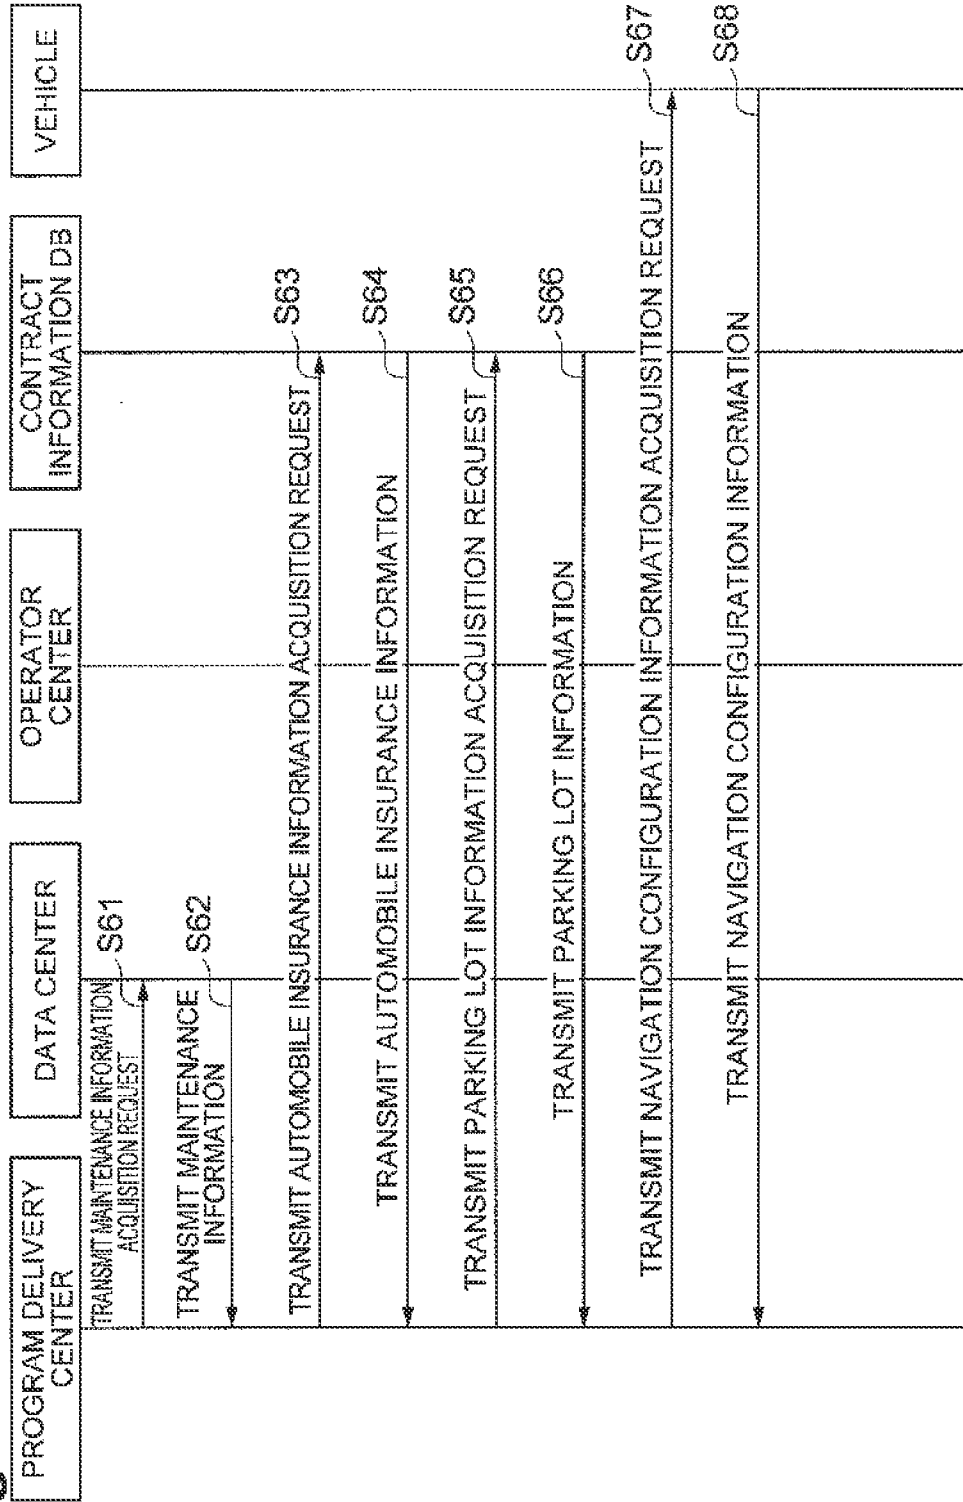 PROGRAM DELIVERY
CENTER
DATA CENTER
OPERATOR
CENTER
CONTRACT
INFORMATION DB
VEHICLE
TRANSMIT MAINTENANCE INFORMATION
ACQUISITION REQUEST
S61
TRANSMIT MAINTENANCE
INFORMATION
S62
TRANSMIT AUTOMOBILE INSURANCE INFORMATION ACQUISITION REQUEST
S63
TRANSMIT AUTOMOBILE INSURANCE INFORMATION
S64
TRANSMIT PARKING LOT INFORMATION ACQUISITION REQUEST
S65
TRANSMIT PARKING LOT INFORMATION
S66
TRANSMIT NAVIGATION CONFIGURATION INFORMATION ACQUISITION REQUEST
S67
TRANSMIT NAVIGATION CONFIGURATION INFORMATION
S68